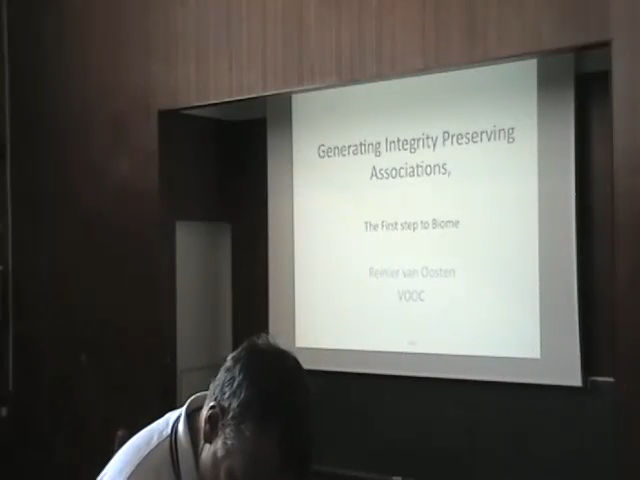 Generating Integrity Preserving
Associations,
The First step to Biome
Reinier van Oosten
VOOC